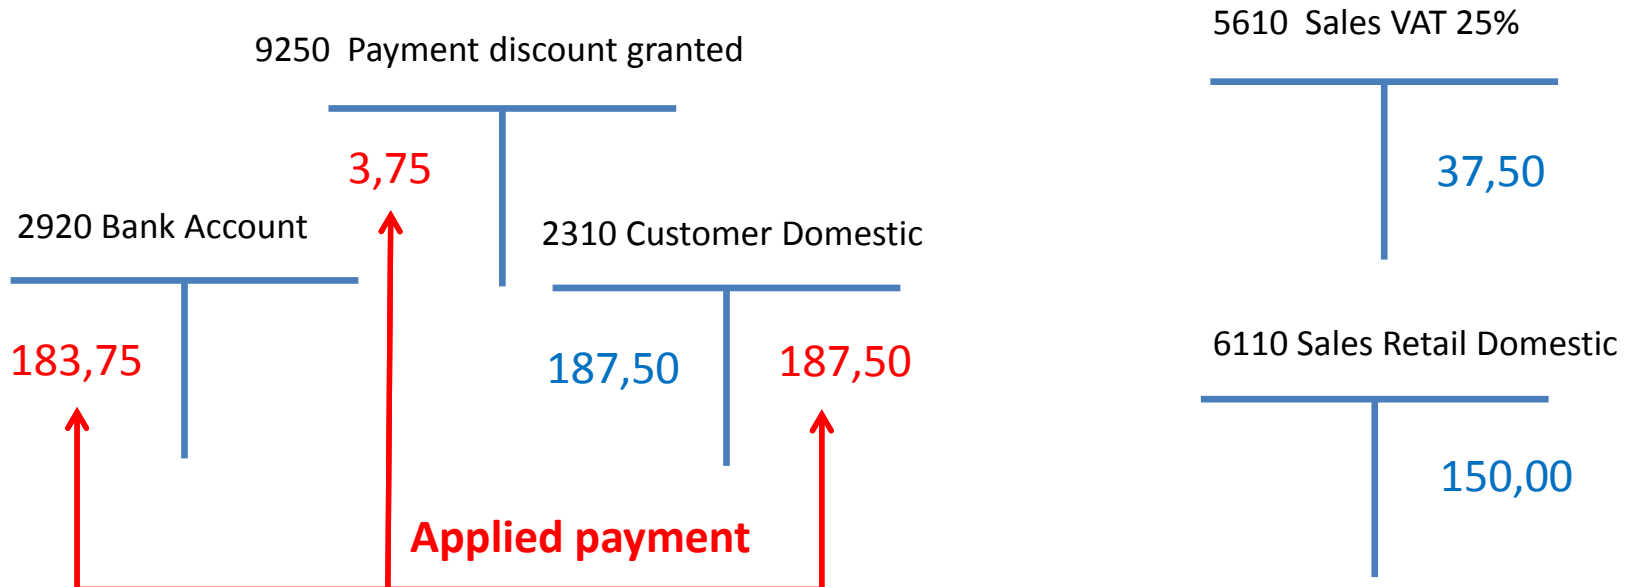 5610 Sales VAT 25%
9250 Payment discount granted
3,75
37,50
2920 Bank Account
2310 Customer Domestic
183,75
187,50
187,50
6110 Sales Retail Domestic
150,00
Applied payment